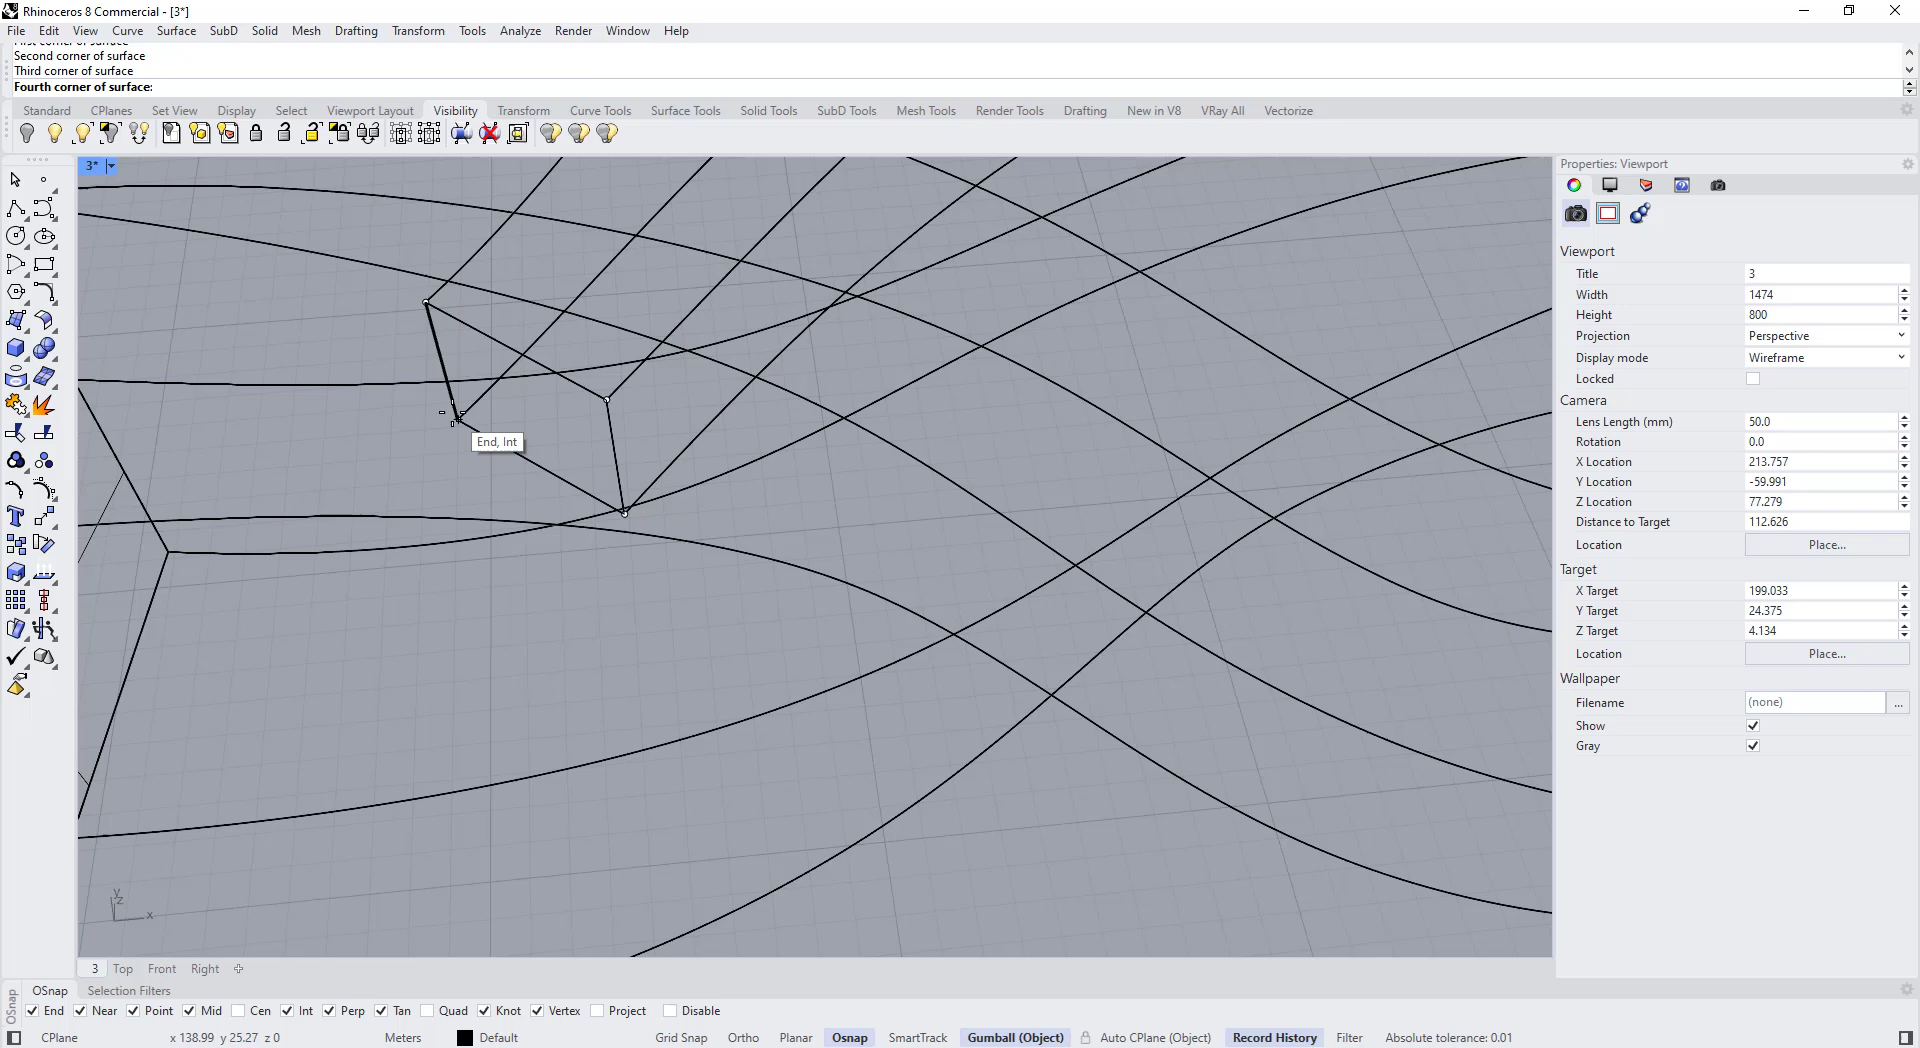 Rhinoceros 8 Commercial - [3*]
File Edit View Curve Surface SubD Solid Mesh Drafting Transform Tools Analyze Render Window Help
First corner of surface
Second corner of surface
Third corner of surface
Fourth corner of surface:
Standard CPlanes Set View Display Select Viewport Layout Visibility Transform Curve Tools Surface Tools Solid Tools SubD Tools Mesh Tools Render Tools Drafting New in V8 VRay All Vectorize
3*
End, Int
Properties: Viewport
Viewport
Title 3
Width 1474
Height 800
Projection Perspective
Display mode Wireframe
Locked
Camera
Lens Length (mm) 50.0
Rotation 0.0
X Location 213.757
Y Location -59.991
Z Location 77.279
Distance to Target 112.626
Location Place...
Target
X Target 199.033
Y Target 24.375
Z Target 4.134
Location Place...
Wallpaper
Filename (none) ...
Show
Gray
y
z
x
3 Top Front Right
OSnap Selection Filters
OSnap
End Near Point Mid Cen Int Perp Tan Quad Knot Vertex Project Disable
CPlane x 138.99 y 25.27 z 0 Meters Default Grid Snap Ortho Planar Osnap SmartTrack Gumball (Object) Auto CPlane (Object) Record History Filter Absolute tolerance: 0.01